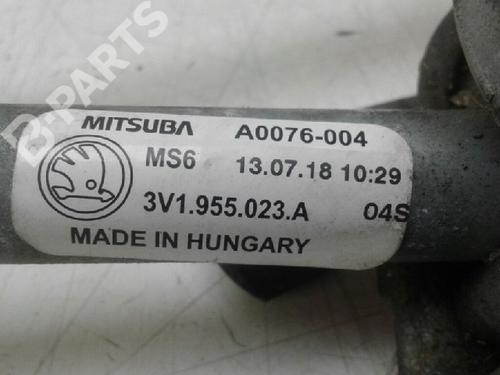 B-PARTS
MITSUBA A0076-004
MS6 13.07.18 10:29
3V1.955.023.A 04S
MADE IN HUNGARY